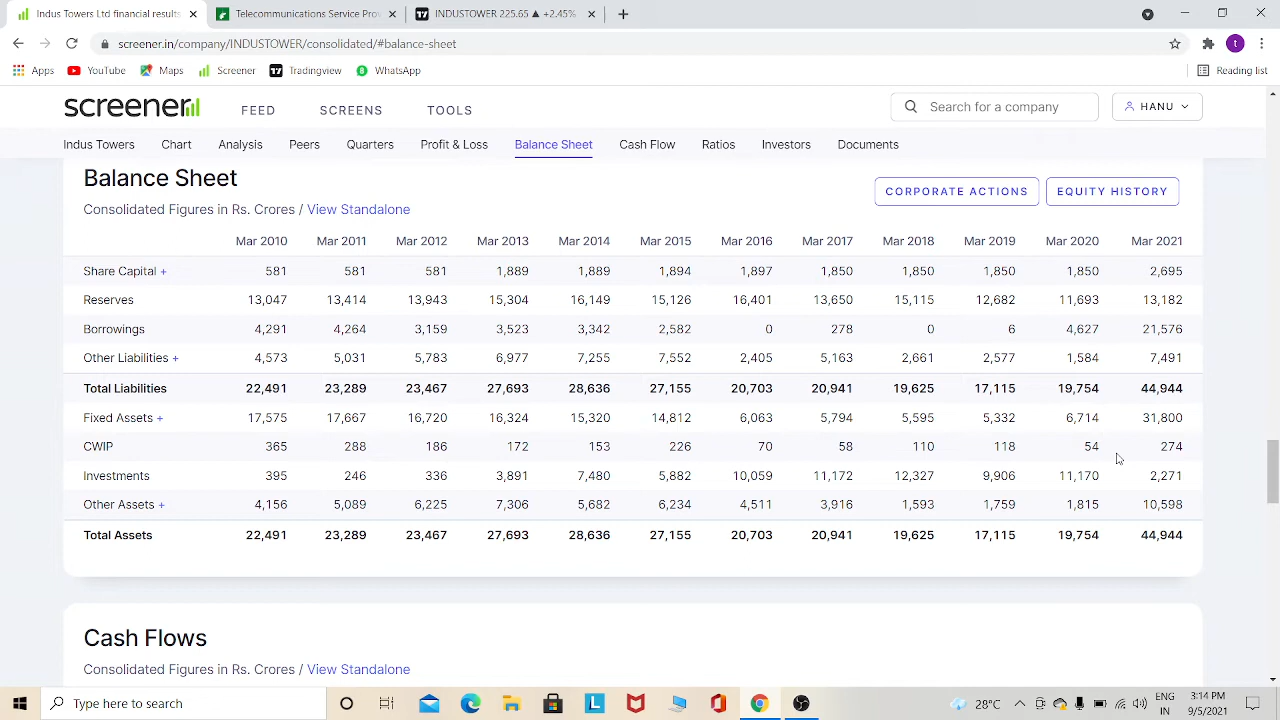 Indus Towers Ltd financial results
Telecommunications Service Prov
INDUSTOWER 225.65 ▲ +2.45%
screener.in/company/INDUSTOWER/consolidated/#balance-sheet
Apps YouTube Maps Screener Tradingview WhatsApp Reading list
screener FEED SCREENS TOOLS Search for a company HANU
Indus Towers Chart Analysis Peers Quarters Profit & Loss Balance Sheet Cash Flow Ratios Investors Documents
Balance Sheet
CORPORATE ACTIONS EQUITY HISTORY
Consolidated Figures in Rs. Crores / View Standalone
Mar 2010 Mar 2011 Mar 2012 Mar 2013 Mar 2014 Mar 2015 Mar 2016 Mar 2017 Mar 2018 Mar 2019 Mar 2020 Mar 2021
Share Capital + 581 581 581 1,889 1,889 1,894 1,897 1,850 1,850 1,850 1,850 2,695
Reserves 13,047 13,414 13,943 15,304 16,149 15,126 16,401 13,650 15,115 12,682 11,693 13,182
Borrowings 4,291 4,264 3,159 3,523 3,342 2,582 0 278 0 6 4,627 21,576
Other Liabilities + 4,573 5,031 5,783 6,977 7,255 7,552 2,405 5,163 2,661 2,577 1,584 7,491
Total Liabilities 22,491 23,289 23,467 27,693 28,636 27,155 20,703 20,941 19,625 17,115 19,754 44,944
Fixed Assets + 17,575 17,667 16,720 16,324 15,320 14,812 6,063 5,794 5,595 5,332 6,714 31,800
CWIP 365 288 186 172 153 226 70 58 110 118 54 274
Investments 395 246 336 3,891 7,480 5,882 10,059 11,172 12,327 9,906 11,170 2,271
Other Assets + 4,156 5,089 6,225 7,306 5,682 6,234 4,511 3,916 1,593 1,759 1,815 10,598
Total Assets 22,491 23,289 23,467 27,693 28,636 27,155 20,703 20,941 19,625 17,115 19,754 44,944
Cash Flows
Consolidated Figures in Rs. Crores / View Standalone
Type here to search
28°C
ENG
IN
3:14 PM
9/5/2021